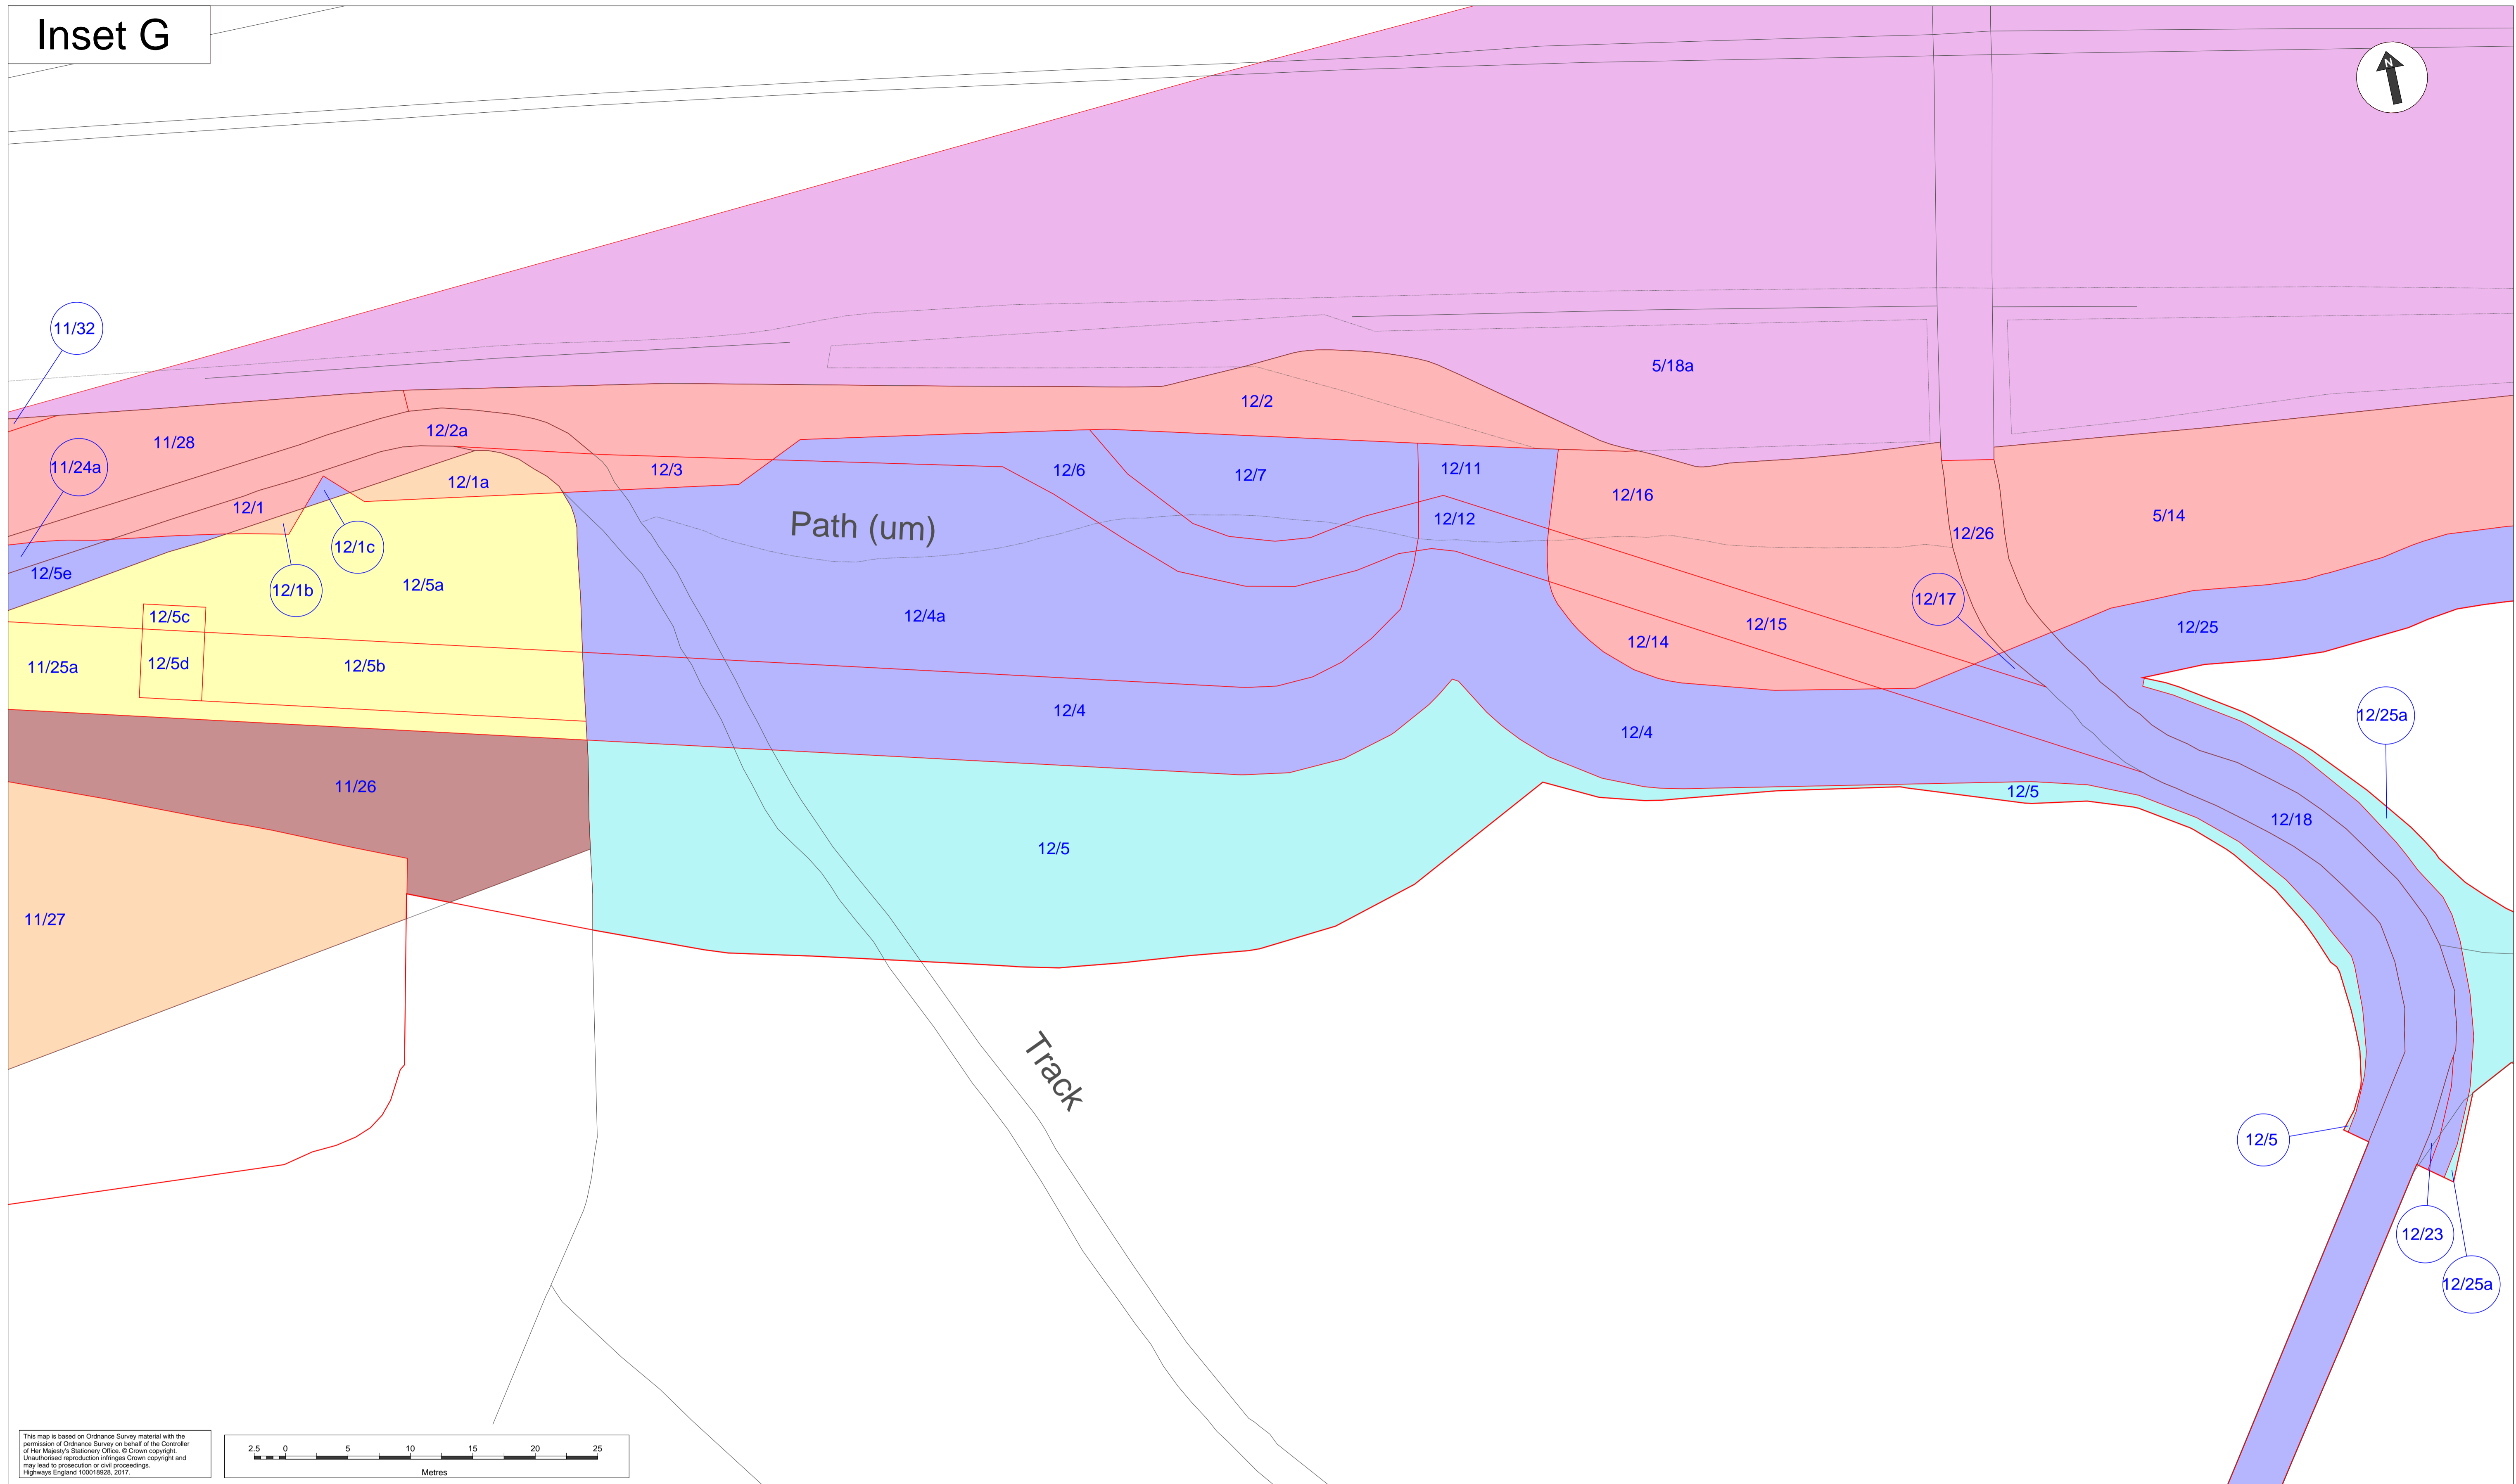 Inset G
N
11/32
5/18a
12/2
12/2a
11/28
11/24a
12/3
12/6
12/7
12/11
12/1a
12/16
12/1
5/14
12/12
Path (um)
12/26
12/1c
12/5e
12/5a
12/1b
12/17
12/5c
12/4a
12/15
12/25
12/14
12/5d
12/5b
11/25a
12/4
12/25a
12/4
11/26
12/5
12/18
12/5
11/27
Track
12/5
12/23
12/25a
This map is based on Ordnance Survey material with the
permission of Ordnance Survey on behalf of the Controller
of Her Majesty's Stationery Office. © Crown copyright.
Unauthorised reproduction infringes Crown copyright and
may lead to prosecution or civil proceedings.
Highways England 100018928, 2017.
2.5 0 5 10 15 20 25
Metres